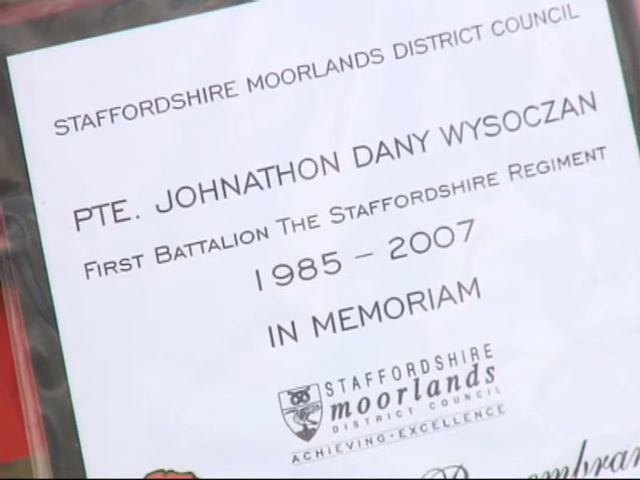 STAFFORDSHIRE MOORLANDS DISTRICT COUNCIL
PTE. JOHNATHON DANY WYSOCZAN
FIRST BATTALION THE STAFFORDSHIRE REGIMENT
1985 – 2007
IN MEMORIAM
STAFFORDSHIRE
moorlands
DISTRICT COUNCIL
ACHIEVING · EXCELLENCE